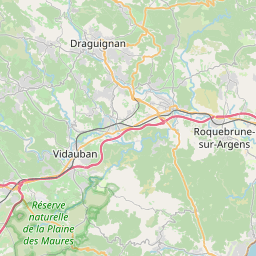 Draguignan
Roquebrune-
sur-Argens
Vidauban
Réserve
naturelle
de la Plaine
des Maures